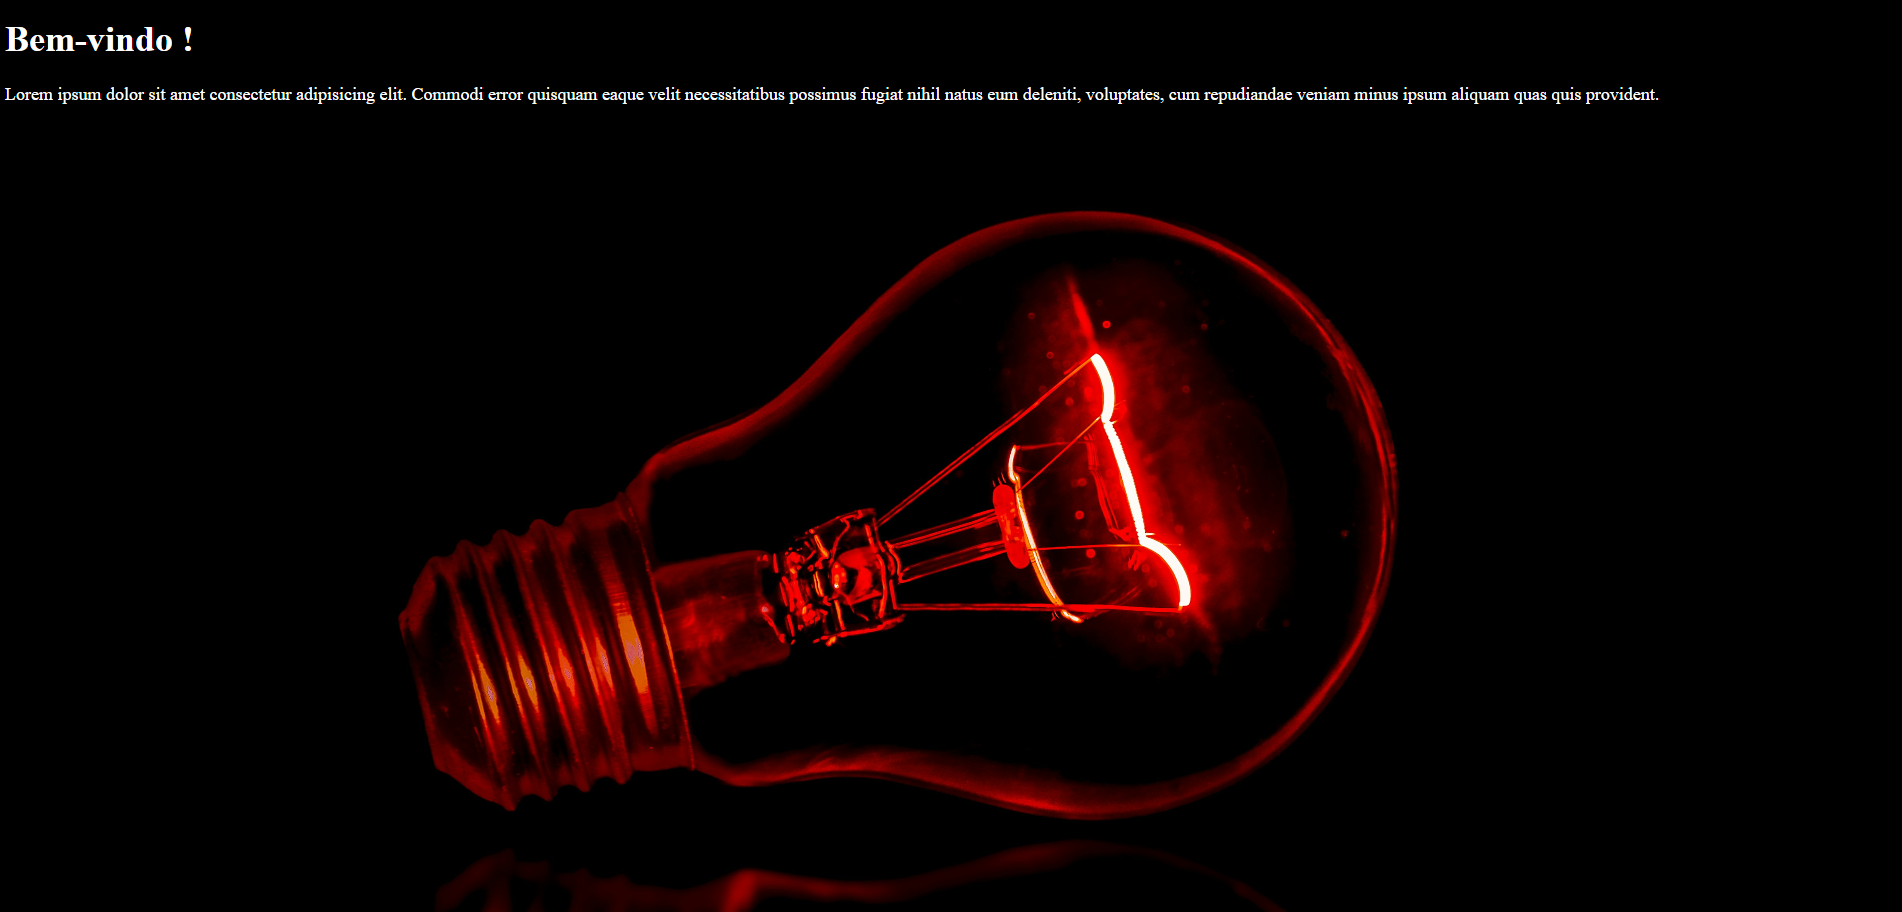 Bem-vindo !
Lorem ipsum dolor sit amet consectetur adipisicing elit. Commodi error quisquam eaque velit necessitatibus possimus fugiat nihil natus eum deleniti, voluptates, cum repudiandae veniam minus ipsum aliquam quas quis provident.